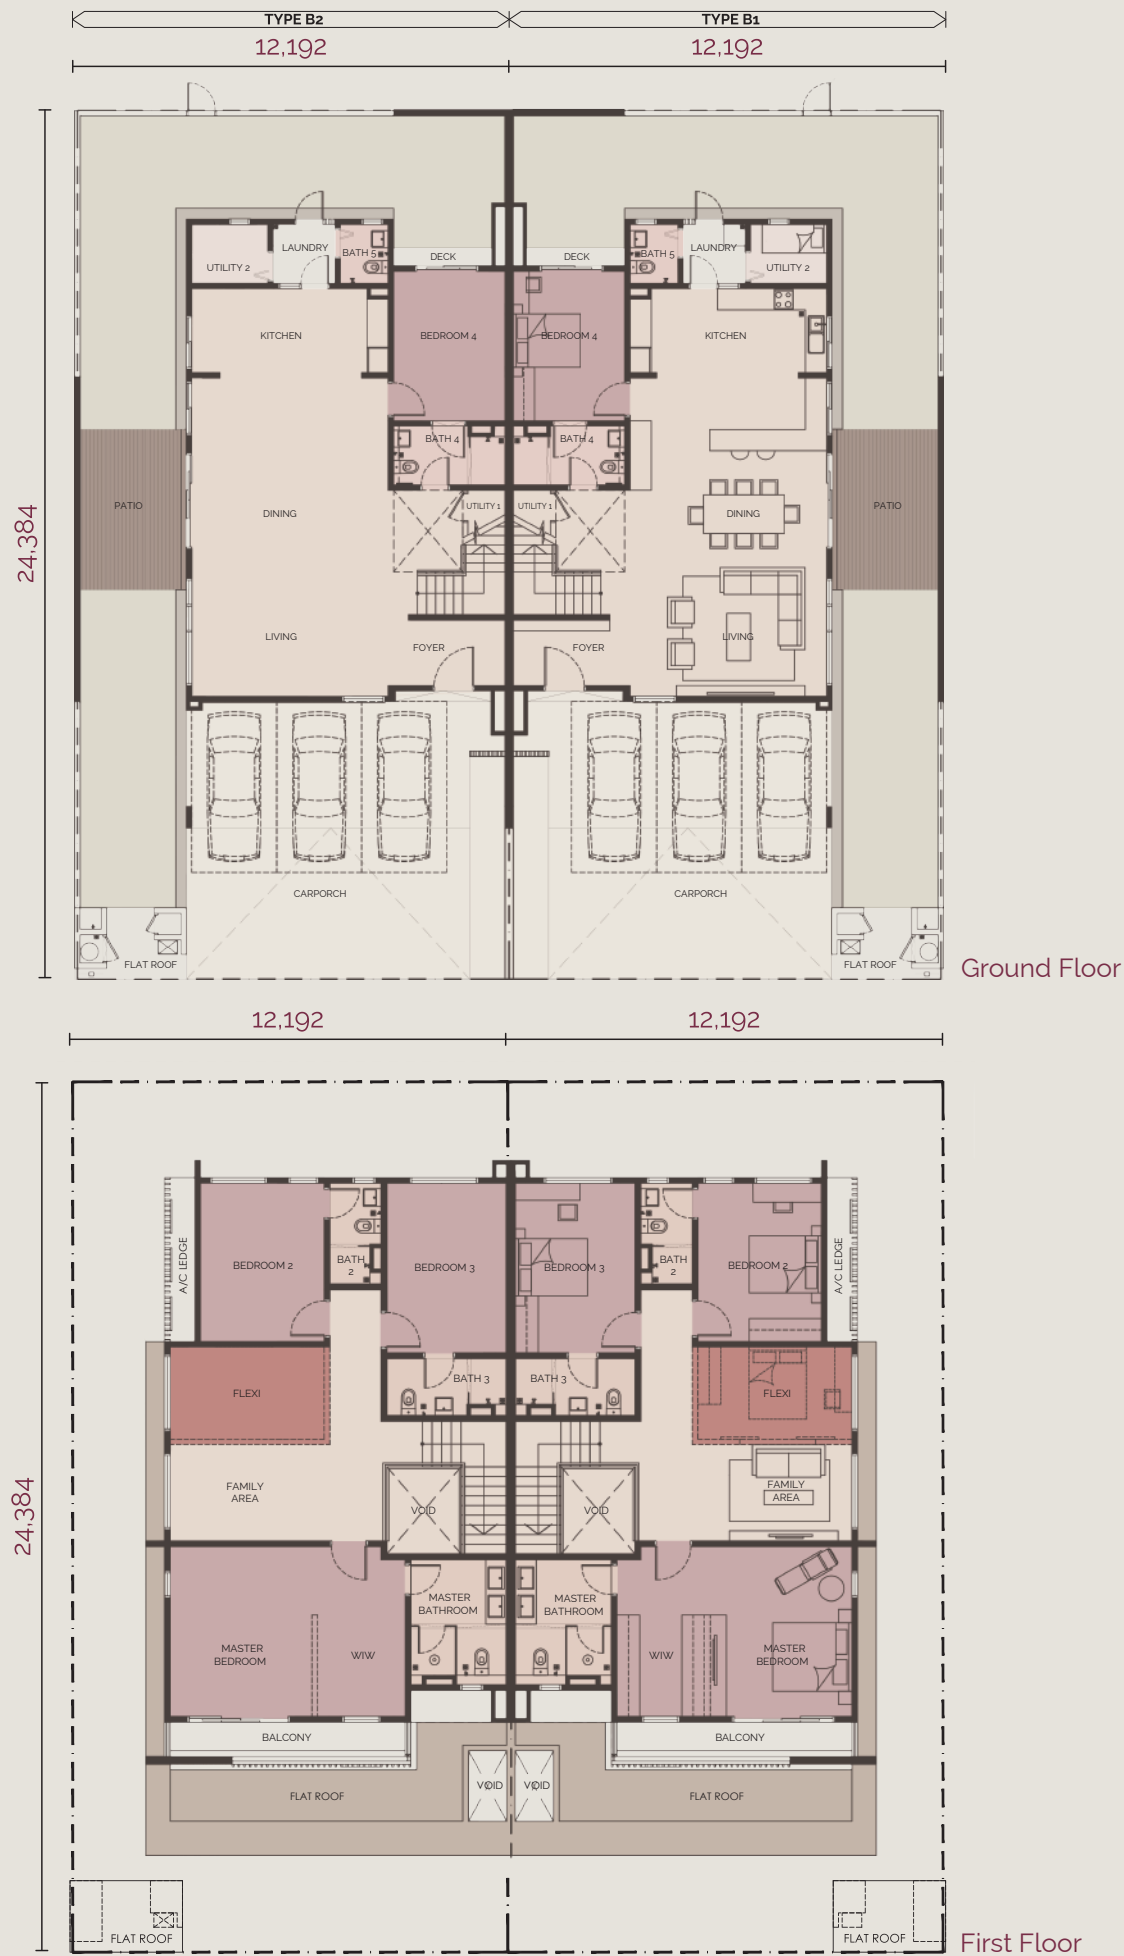 TYPE B2 TYPE B1
12,192 12,192
24,384
LAUNDRY BATH 5 BATH 5 LAUNDRY
UTILITY 2 DECK DECK UTILITY 2
KITCHEN BEDROOM 4 BEDROOM 4 KITCHEN
BATH 4 BATH 4
PATIO DINING UTILITY 1 UTILITY 1 DINING PATIO
LIVING FOYER FOYER LIVING
CARPORCH CARPORCH
FLAT ROOF FLAT ROOF
Ground Floor
12,192 12,192
24,384
A/C LEDGE BEDROOM 2 BATH BEDROOM 3 BEDROOM 3 BATH BEDROOM 2 A/C LEDGE
2 2
FLEXI BATH 3 BATH 3 FLEXI
FAMILY FAMILY
AREA AREA
VOID VOID
MASTER MASTER
BATHROOM BATHROOM
MASTER MASTER
BEDROOM WIW WIW BEDROOM
BALCONY BALCONY
FLAT ROOF VOID VOID FLAT ROOF
FLAT ROOF FLAT ROOF
First Floor